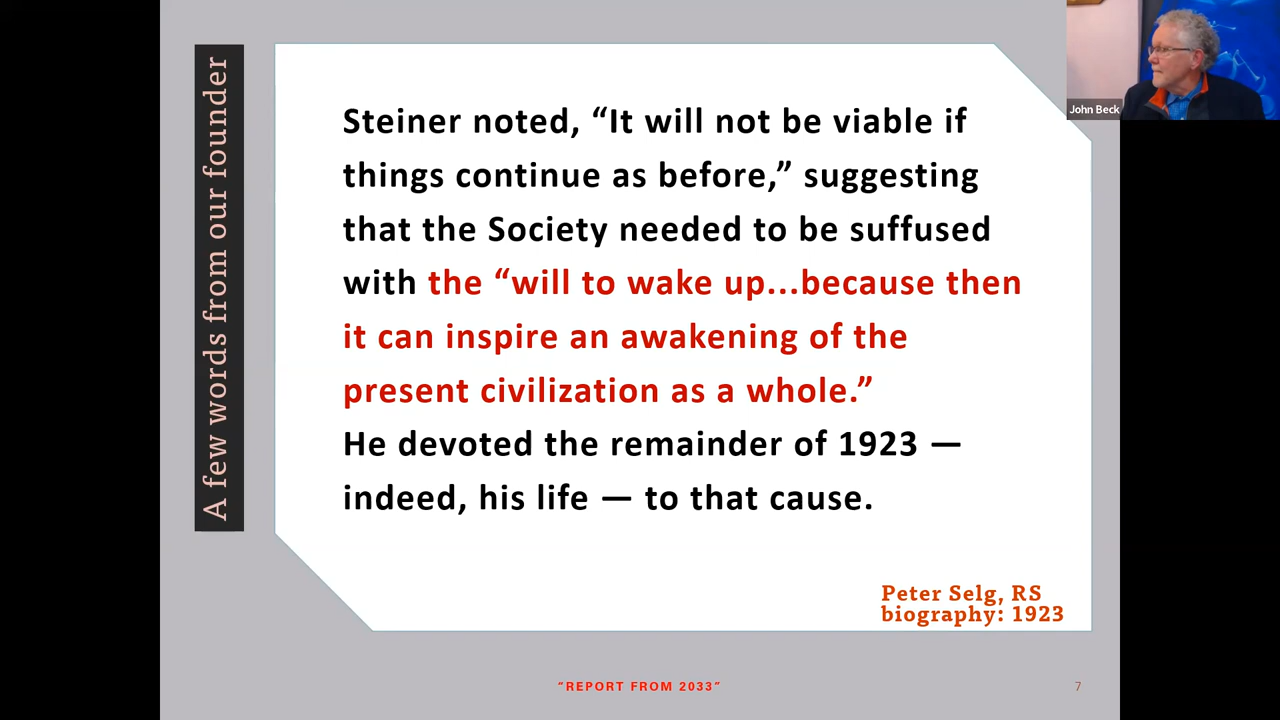 A few words from our founder
Steiner noted, “It will not be viable if
things continue as before,” suggesting
that the Society needed to be suffused
with the “will to wake up...because then
it can inspire an awakening of the
present civilization as a whole.”
He devoted the remainder of 1923 —
indeed, his life — to that cause.
Peter Selg, RS
biography: 1923
“REPORT FROM 2033”
7
John Beck